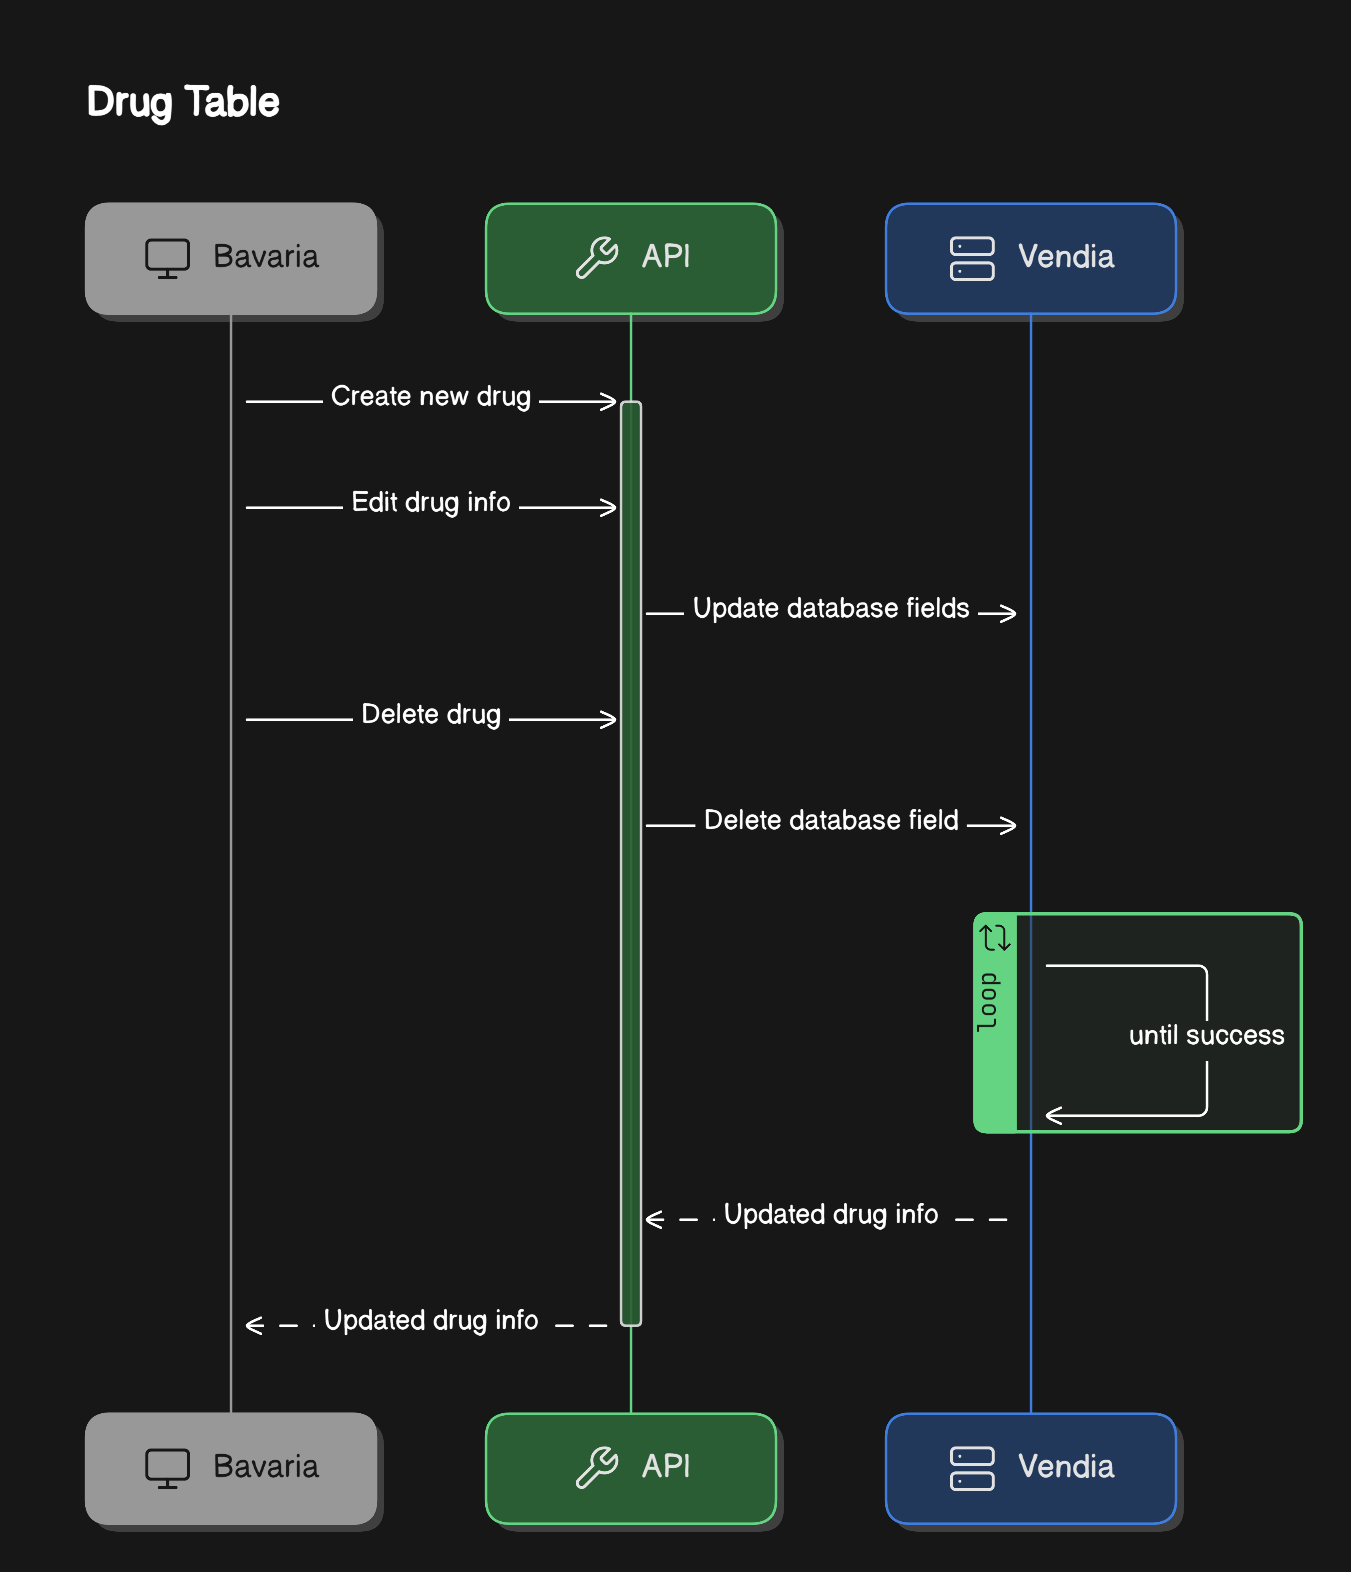 Drug Table
Bavaria
API
Vendia
Create new drug
Edit drug info
Update database fields
Delete drug
Delete database field
loop
until success
Updated drug info
Updated drug info
Bavaria
API
Vendia